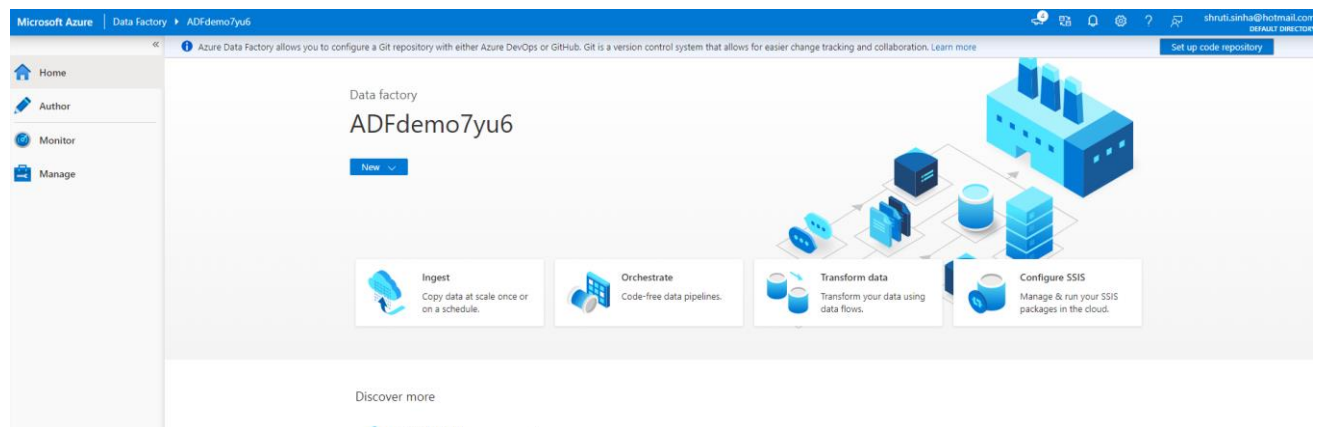 Microsoft Azure | Data Factory ▸ ADFdemo7yu6
4
shruti.sinha@hotmail.com
DEFAULT DIRECTORY
«
Azure Data Factory allows you to configure a Git repository with either Azure DevOps or GitHub. Git is a version control system that allows for easier change tracking and collaboration. Learn more
Set up code repository
Home
Author
Monitor
Manage
Data factory
ADFdemo7yu6
New
Ingest
Copy data at scale once or
on a schedule.
Orchestrate
Code-free data pipelines.
Transform data
Transform your data using
data flows.
Configure SSIS
Manage & run your SSIS
packages in the cloud.
Discover more